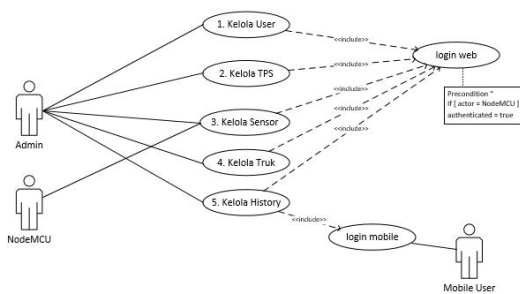 1. Kelola User
<<include>>
login web
2. Kelola TPS
<<include>>
Precondition "
If [ actor = NodeMCU ]
authenticated = true
<<include>>
3. Kelola Sensor
Admin
<<include>>
4. Kelola Truk
<<include>>
5. Kelola History
NodeMCU
<<include>>
login mobile
Mobile User